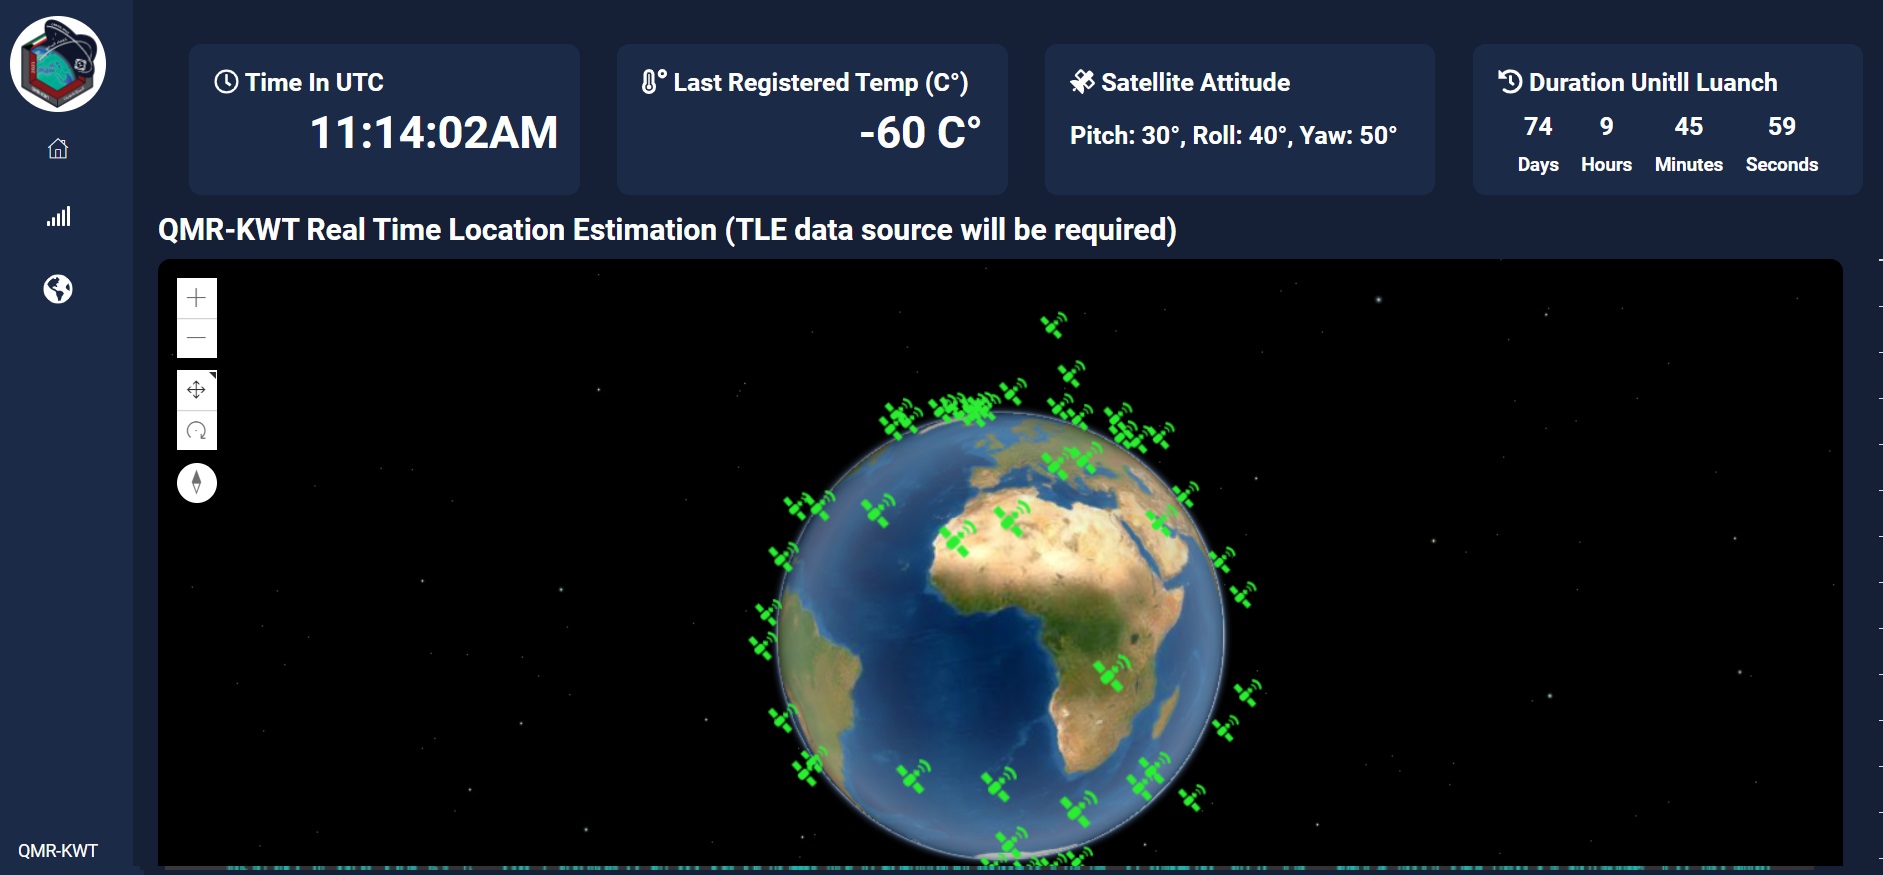 Time In UTC
11:14:02AM
Last Registered Temp (C°)
-60 C°
Satellite Attitude
Pitch: 30°, Roll: 40°, Yaw: 50°
Duration Unitll Luanch
74 9 45 59
Days Hours Minutes Seconds
QMR-KWT Real Time Location Estimation (TLE data source will be required)
QMR-KWT